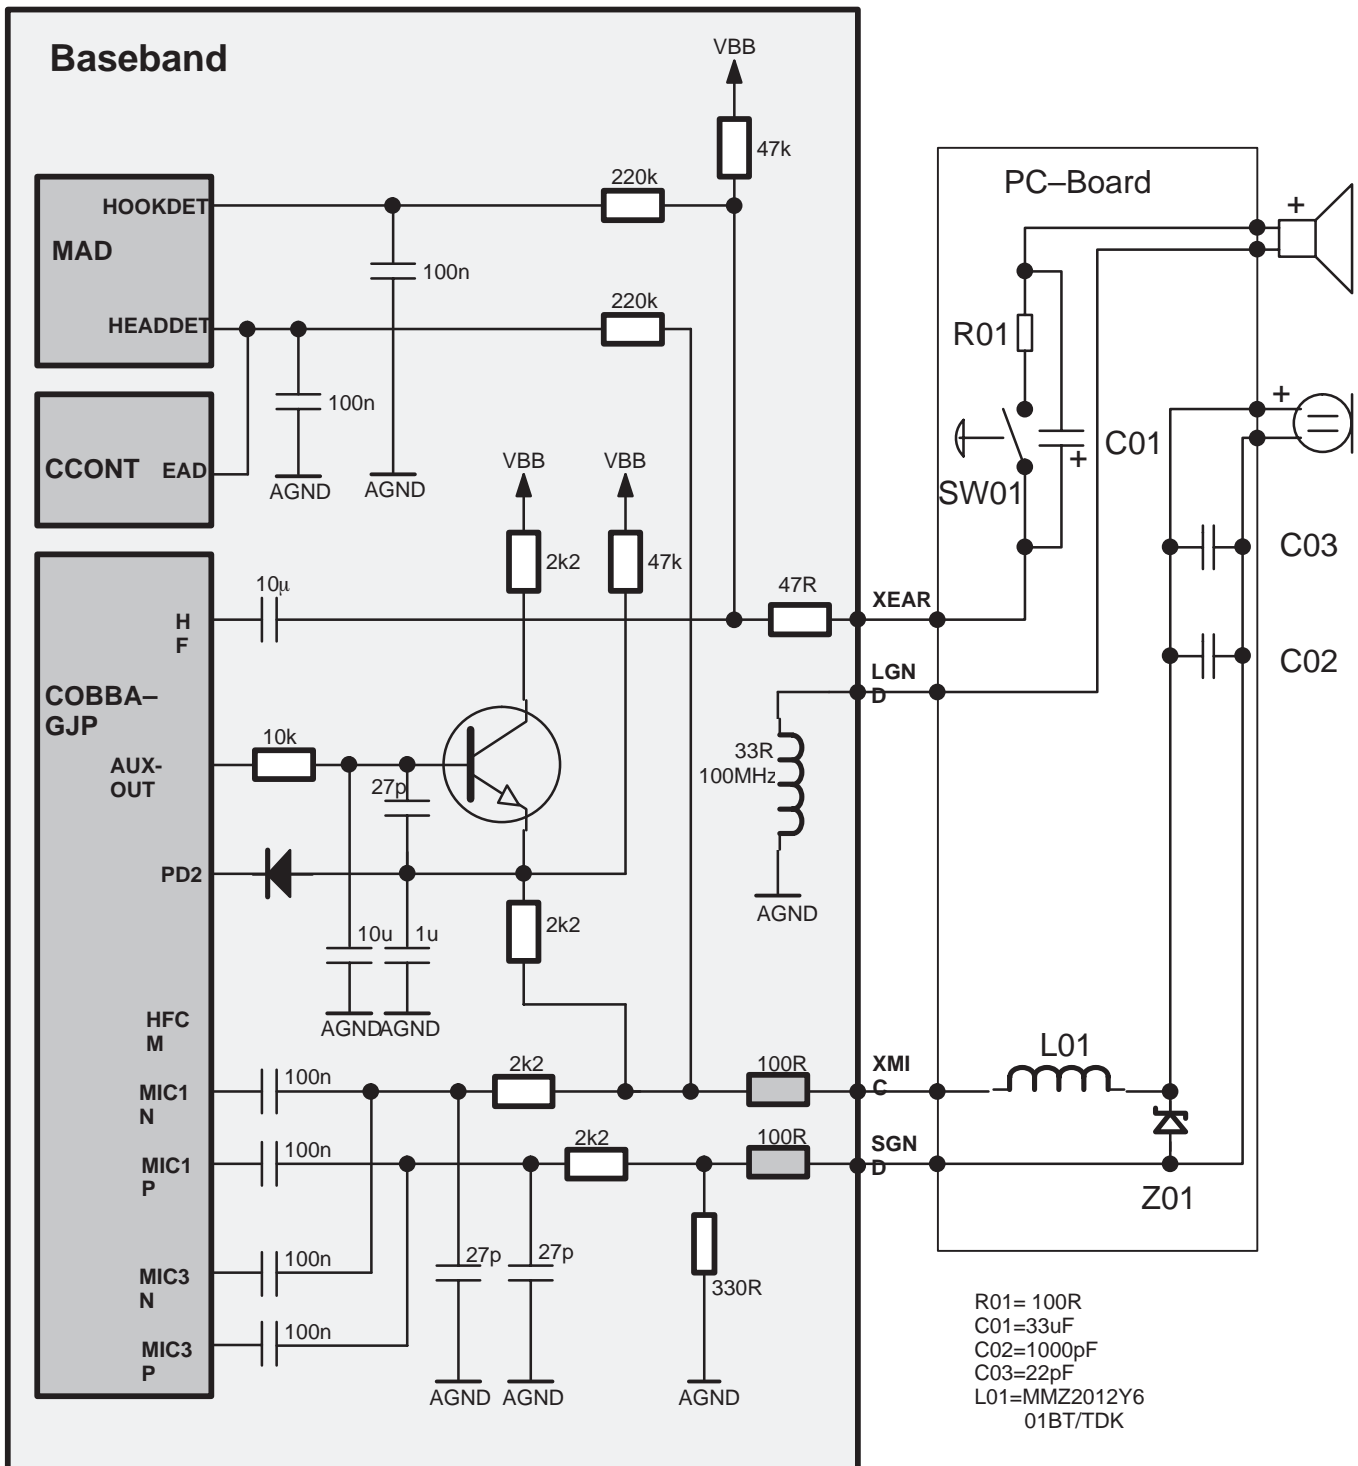 Baseband
VBB
47k
220k
HOOKDET
MAD
100n
220k
HEADDET
100n
CCONT
EAD
AGND
AGND
VBB
VBB
2k2
47k
10μ
H
F
47R
XEAR
COBBA–
GJP
LGN
D
10k
AUX-
OUT
27p
33R
100MHz
PD2
AGND
2k2
10u
1u
AGND
AGND
HFC
M
MIC1
N
100n
2k2
100R
XMI
C
MIC1
P
100n
2k2
100R
SGN
D
MIC3
N
100n
27p
27p
330R
MIC3
P
100n
AGND
AGND
AGND
PC–Board
+
R01
+
C01
+
SW01
C03
C02
L01
Z01
R01= 100R
C01=33uF
C02=1000pF
C03=22pF
L01=MMZ2012Y6
01BT/TDK